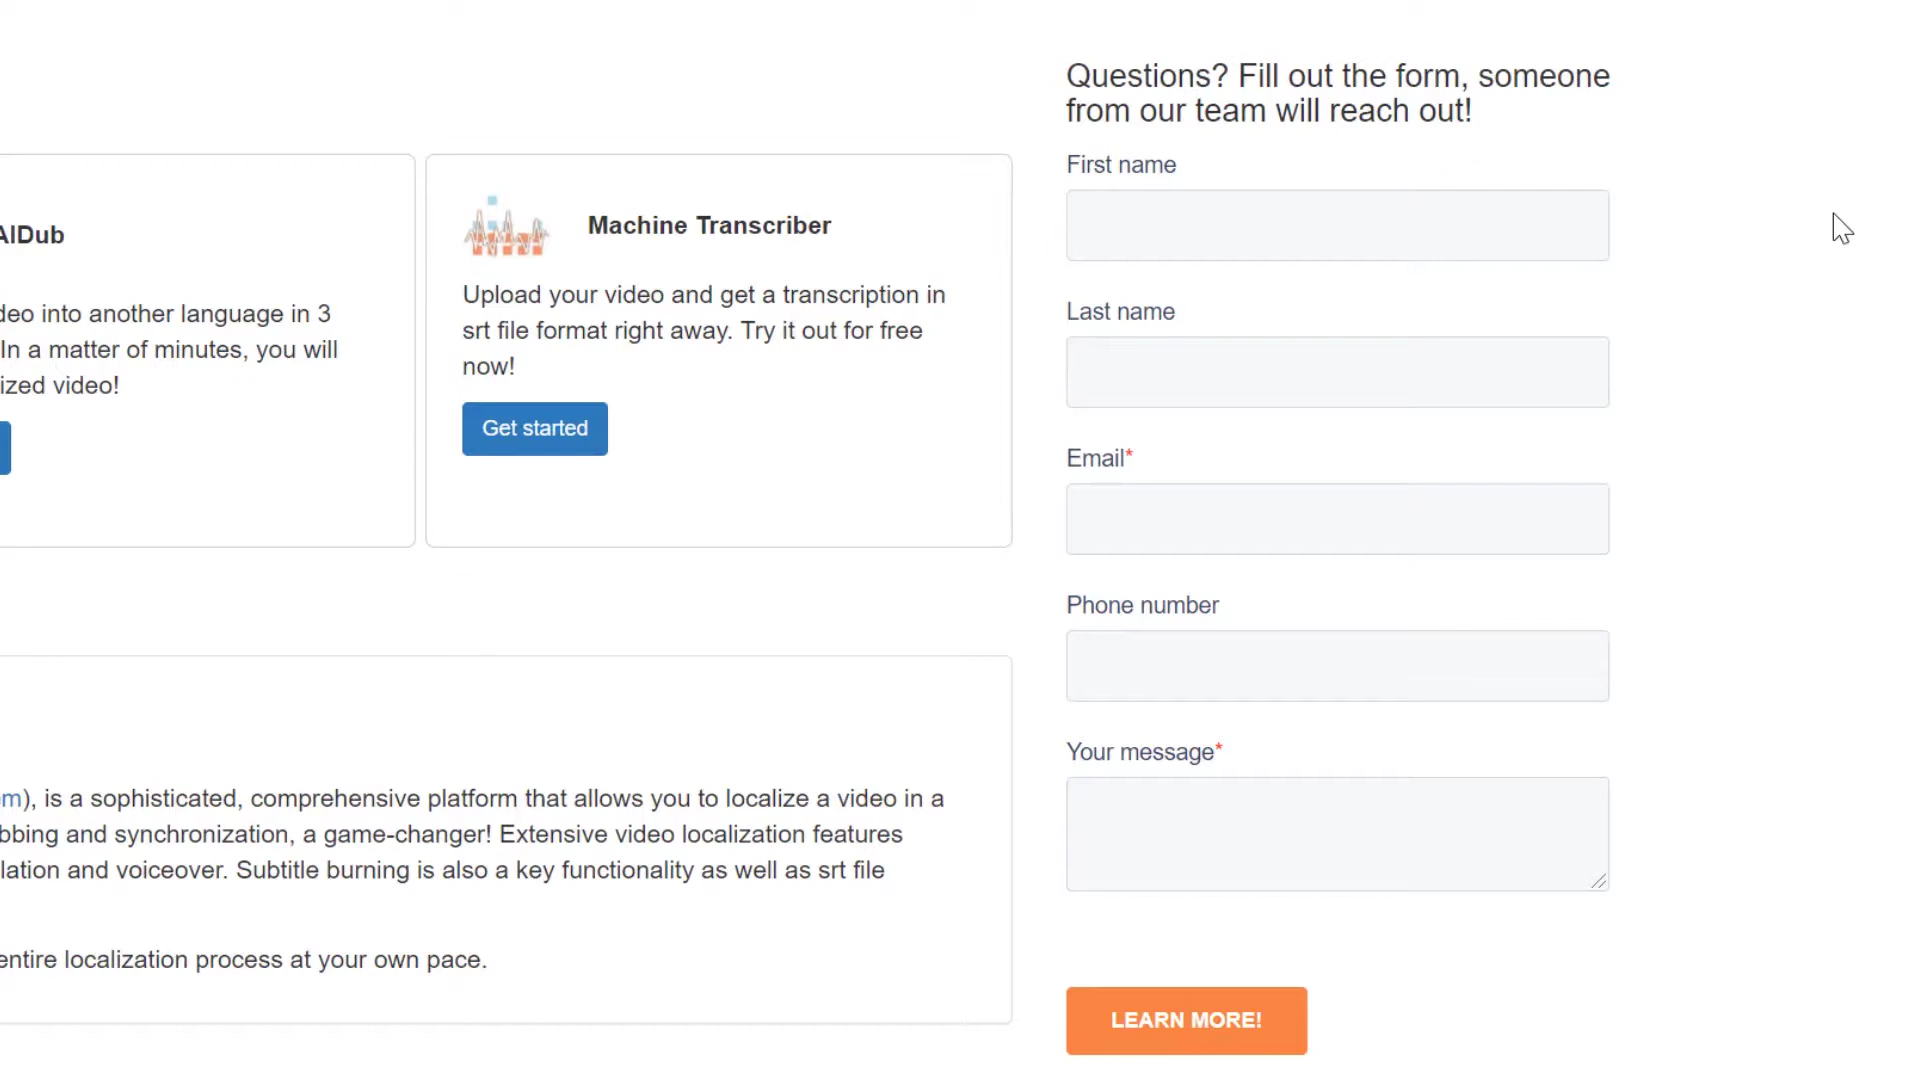 AIDub
deo into another language in 3
In a matter of minutes, you will
ized video!
Machine Transcriber
Upload your video and get a transcription in
srt file format right away. Try it out for free
now!
Get started
m), is a sophisticated, comprehensive platform that allows you to localize a video in a
bbing and synchronization, a game-changer! Extensive video localization features
lation and voiceover. Subtitle burning is also a key functionality as well as srt file
entire localization process at your own pace.
Questions? Fill out the form, someone
from our team will reach out!
First name
Last name
Email*
Phone number
Your message*
LEARN MORE!